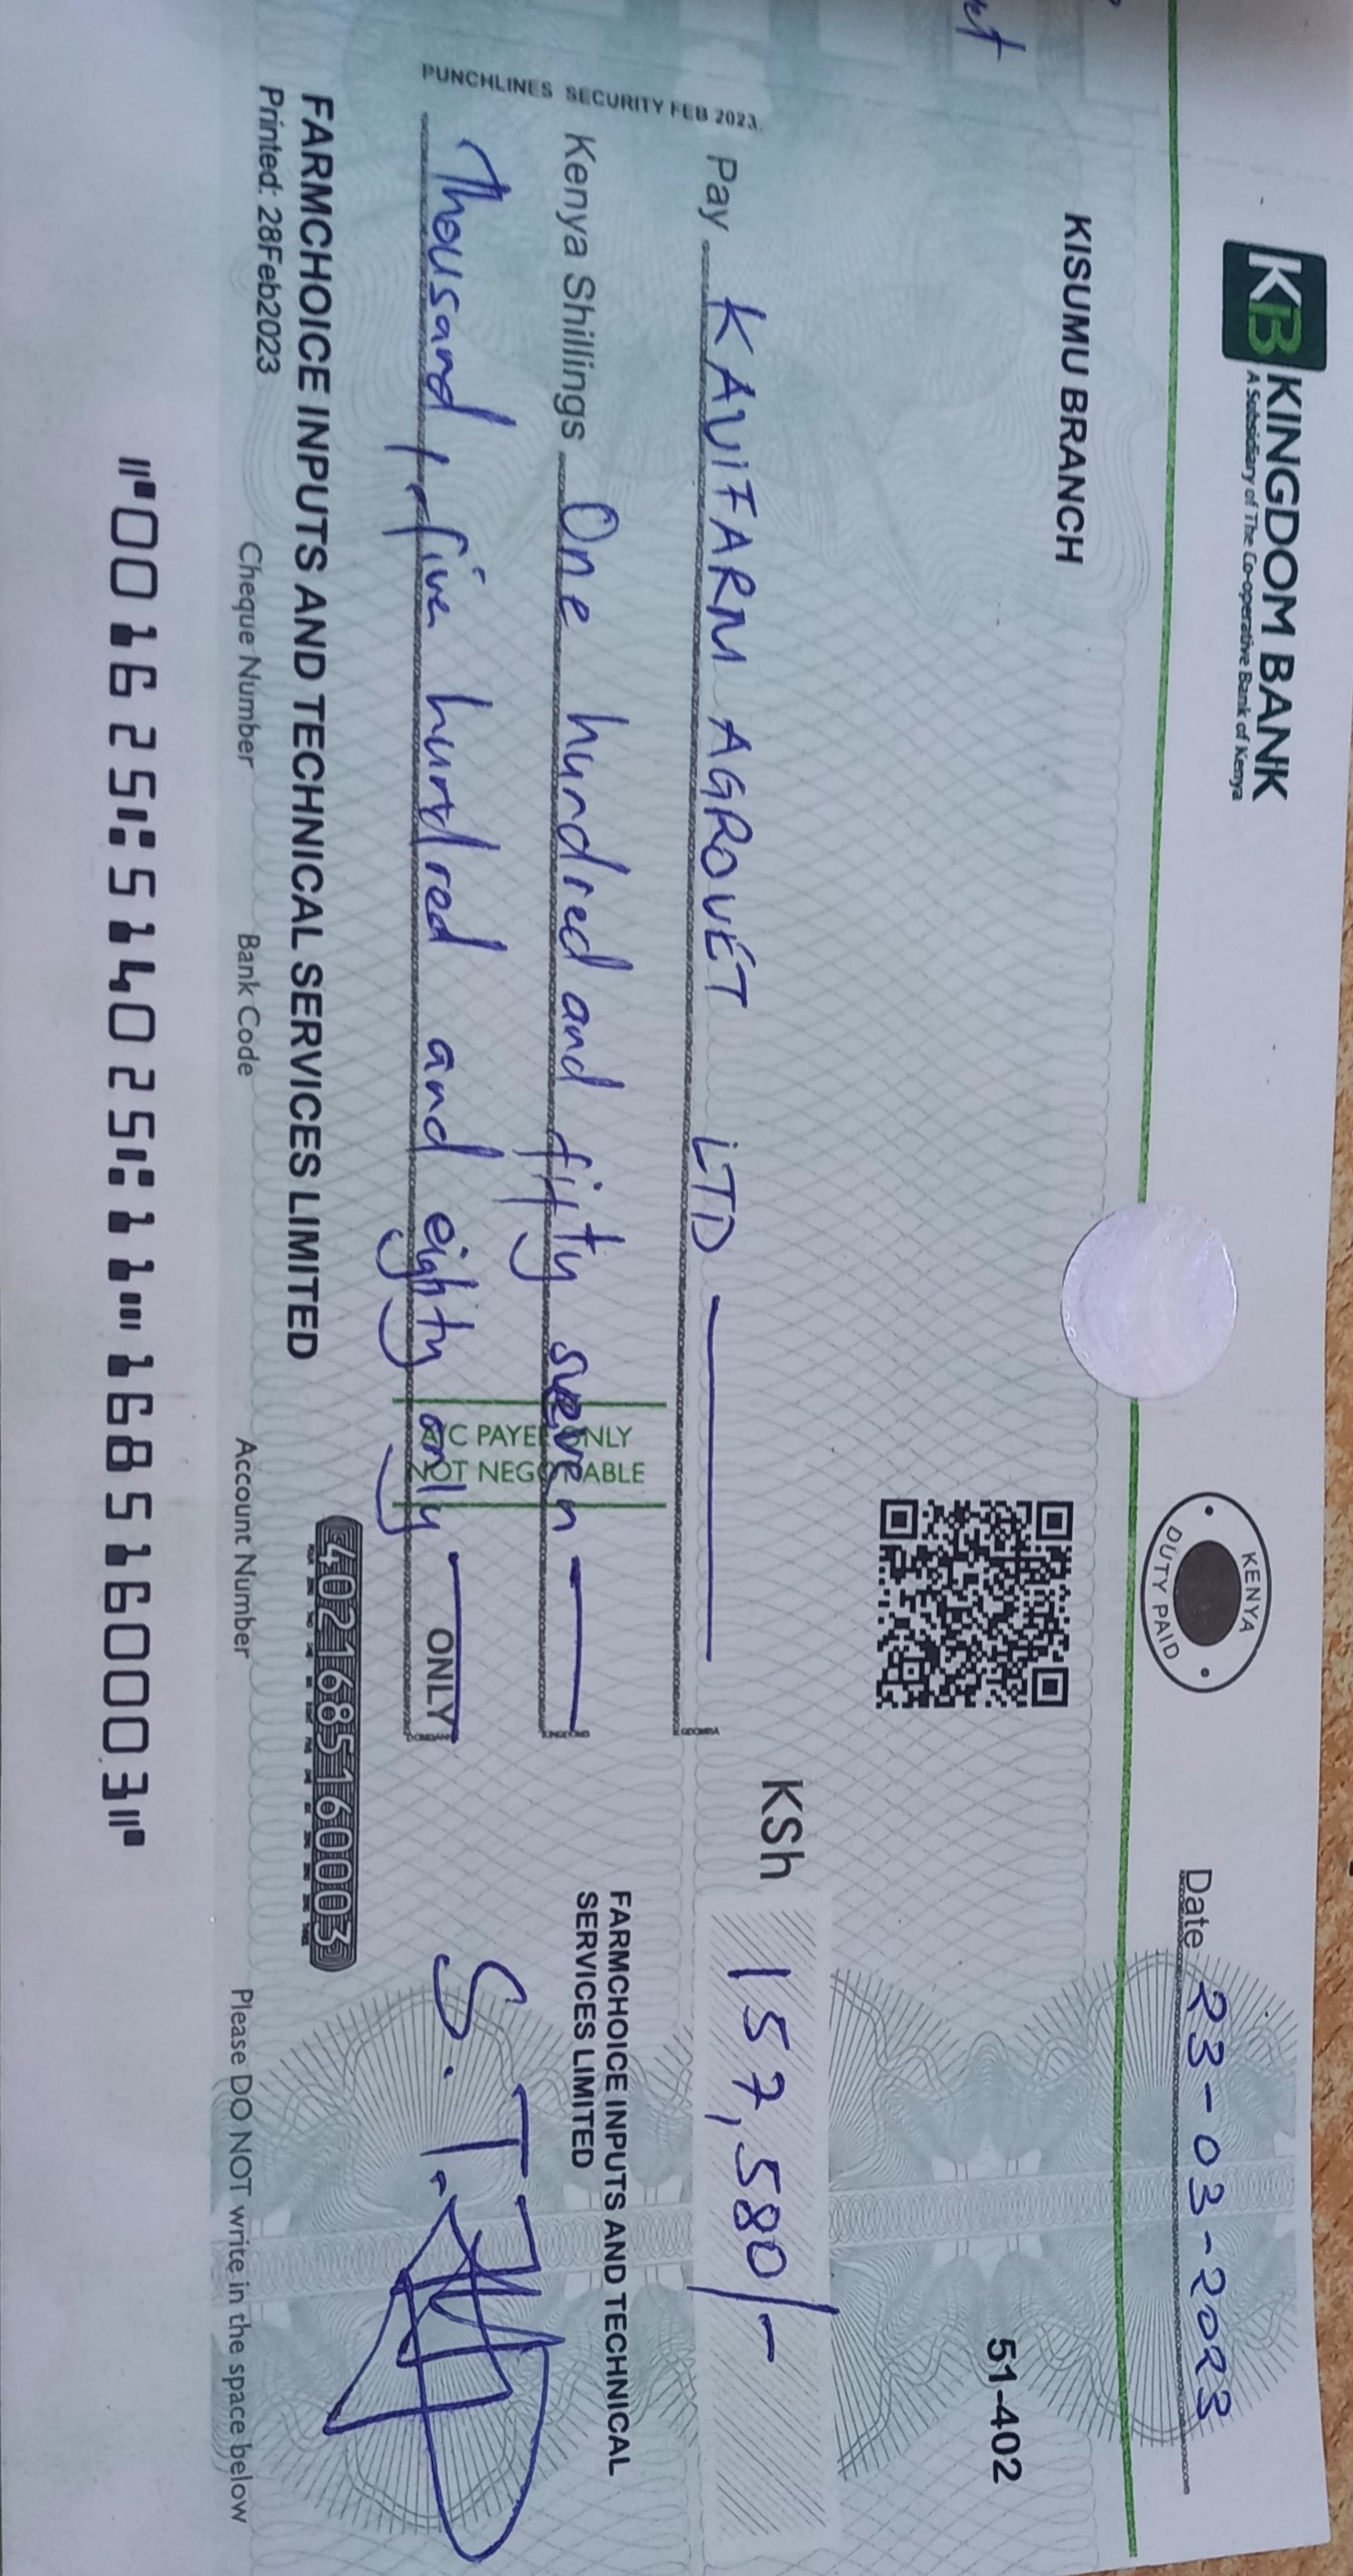 KB KINGDOM BANK
A Subsidiary of The Co-operative Bank of Kenya
KENYA
DUTY PAID
Date 23-03-2023
KISUMU BRANCH
51-402
KSh 157,580/-
Pay KAVIFARM AGROVET LTD
PUNCHLINES SECURITY FEB 2023.
Kenya Shillings One hundred and fifty seven
Thousand, five hundred and eighty only ONLY
A/C PAYEE ONLY
NOT NEGOTIABLE
FARMCHOICE INPUTS AND TECHNICAL
SERVICES LIMITED
S.T.
FARMCHOICE INPUTS AND TECHNICAL SERVICES LIMITED
Printed: 28Feb2023
4021685160003
Cheque Number Bank Code Account Number Please DO NOT write in the space below
⑈001625⑆514025⑆11⑉1685160003⑈